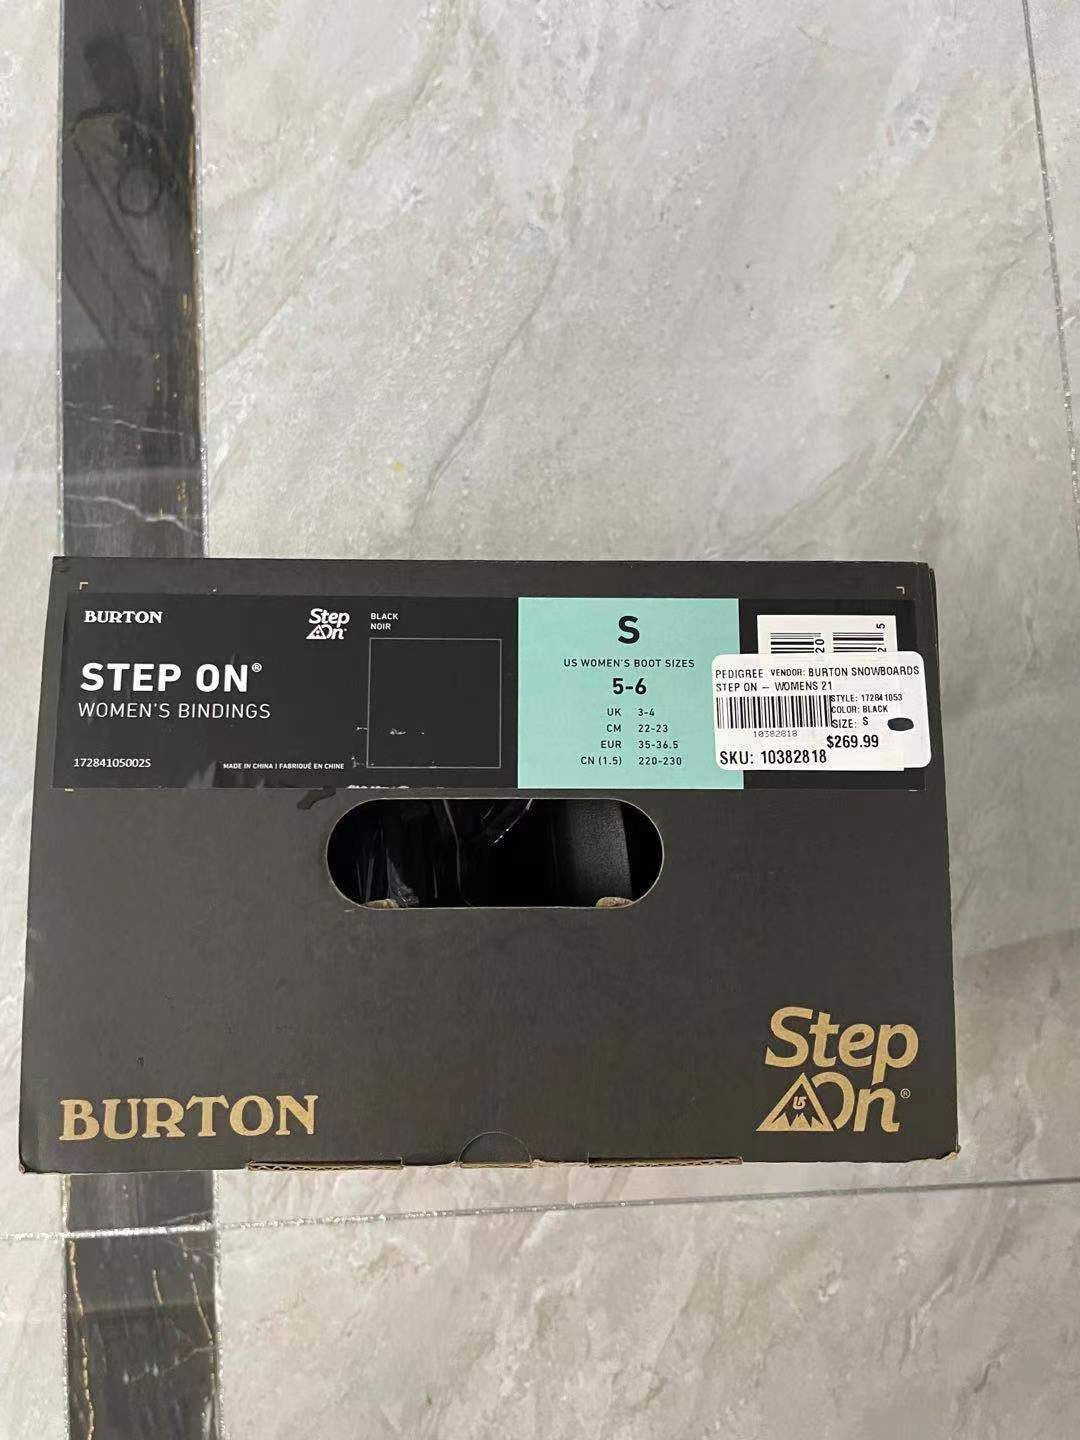 BURTON
Step On
BLACK
NOIR
STEP ON®
WOMEN'S BINDINGS
17284105002S
MADE IN CHINA | FABRIQUÉ EN CHINE
S
US WOMEN'S BOOT SIZES
5-6
UK 3-4
CM 22-23
EUR 35-36.5
CN (1.5) 220-230
20
2 5
PEDIGREE VENDOR: BURTON SNOWBOARDS
STEP ON – WOMENS 21
STYLE: 172841053
COLOR: BLACK
SIZE: S
10382818
$269.99
SKU: 10382818
Step
On®
BURTON